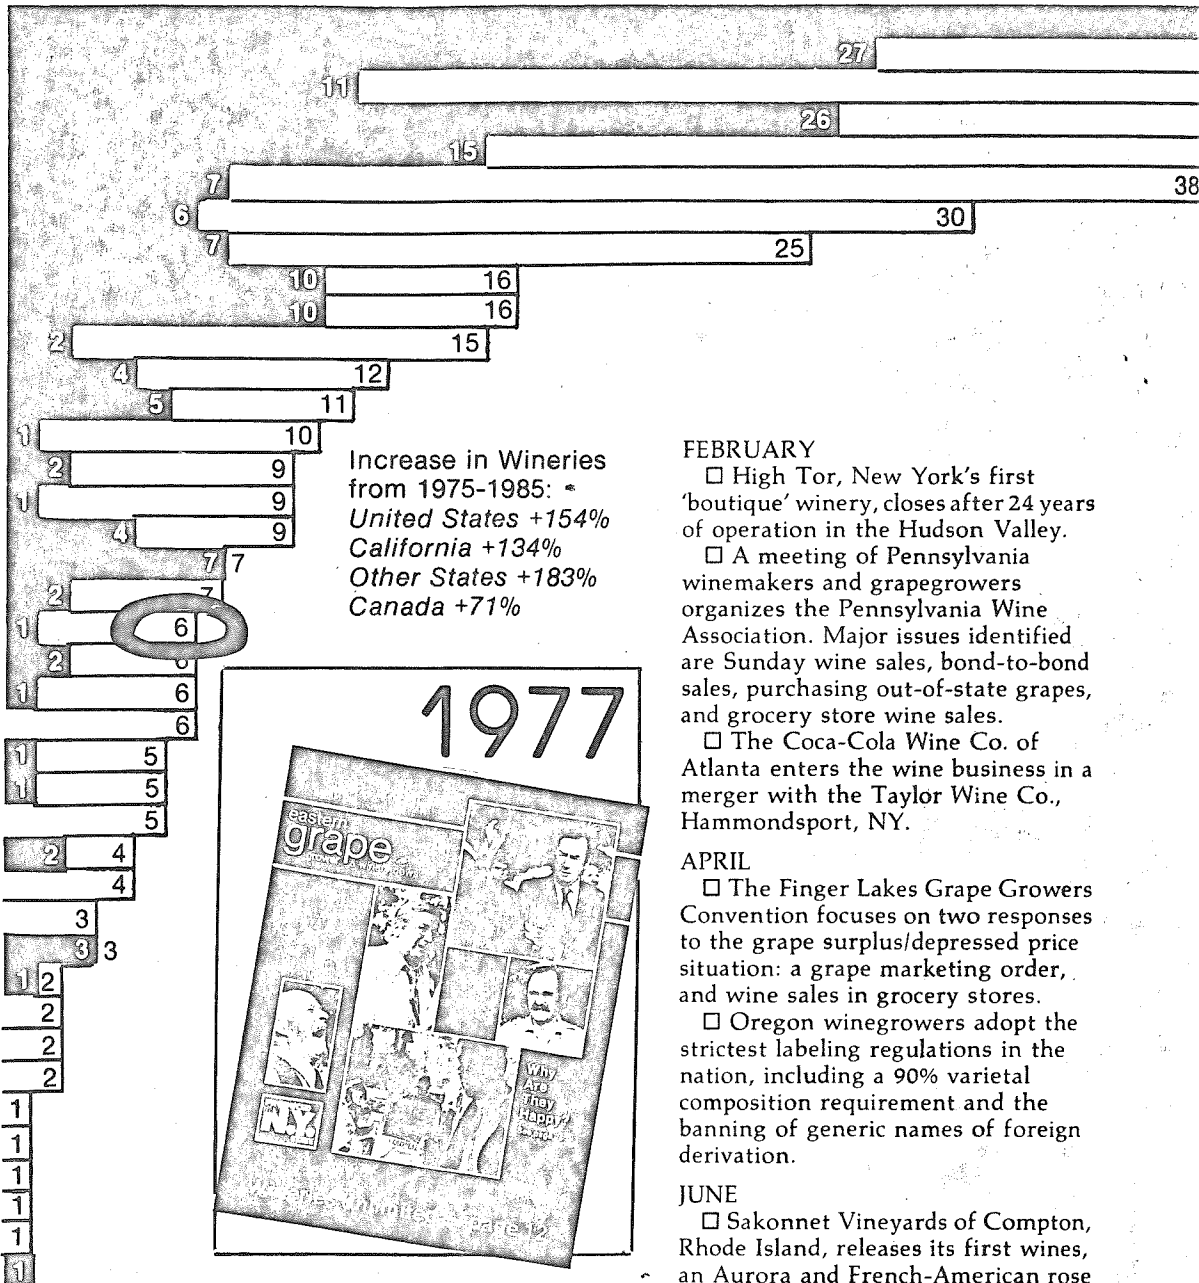 27
11
26
15
7 38
6 30
7 25
10 16
10 16
2 15
4 12
5 11
1 10
2 9
1 9
4 9
7 7
2 7
1 6
2 6
1 6
6
1 5
1 5
5
2 4
4
3
3 3
1 2
2
2
2
1
1
1
1
1
1
Increase in Wineries
from 1975-1985:
United States +154%
California +134%
Other States +183%
Canada +71%
1977
eastern
grape
N.Y.
Why
Are
They
Happy?
page 12
FEBRUARY
□ High Tor, New York's first
'boutique' winery, closes after 24 years
of operation in the Hudson Valley.
□ A meeting of Pennsylvania
winemakers and grapegrowers
organizes the Pennsylvania Wine
Association. Major issues identified
are Sunday wine sales, bond-to-bond
sales, purchasing out-of-state grapes,
and grocery store wine sales.
□ The Coca-Cola Wine Co. of
Atlanta enters the wine business in a
merger with the Taylor Wine Co.,
Hammondsport, NY.
APRIL
□ The Finger Lakes Grape Growers
Convention focuses on two responses
to the grape surplus/depressed price
situation: a grape marketing order,
and wine sales in grocery stores.
□ Oregon winegrowers adopt the
strictest labeling regulations in the
nation, including a 90% varietal
composition requirement and the
banning of generic names of foreign
derivation.
JUNE
□ Sakonnet Vineyards of Compton,
Rhode Island, releases its first wines,
an Aurora and French-American rose